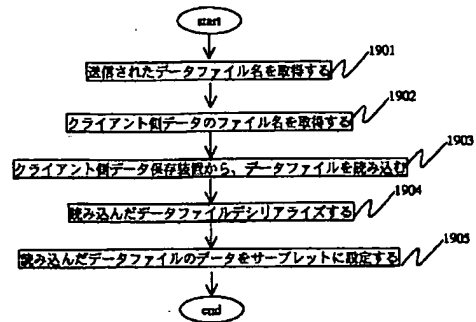 start
送信されたデータファイル名を取得する
1901
クライアント側データのファイル名を取得する
1902
クライアント側データ保存装置から、データファイルを読み込む
1903
読み込んだデータファイルデシリアライズする
1904
読み込んだデータファイルのデータをサーブレットに設定する
1905
end